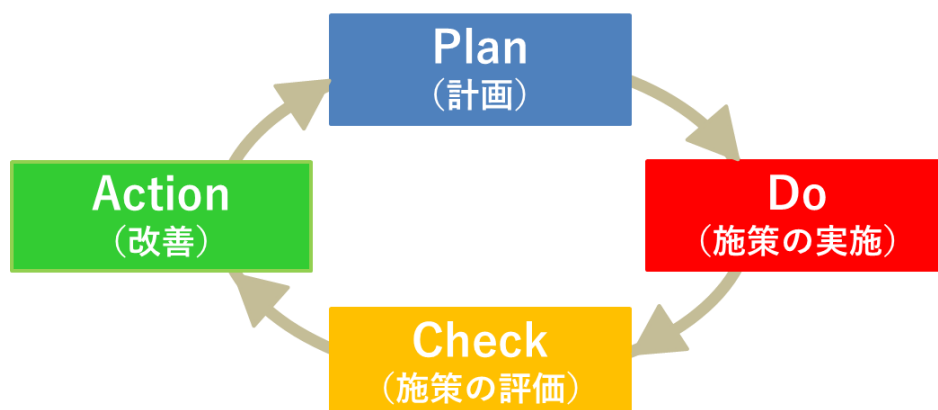 Plan
（計画）
Do
（施策の実施）
Check
（施策の評価）
Action
（改善）